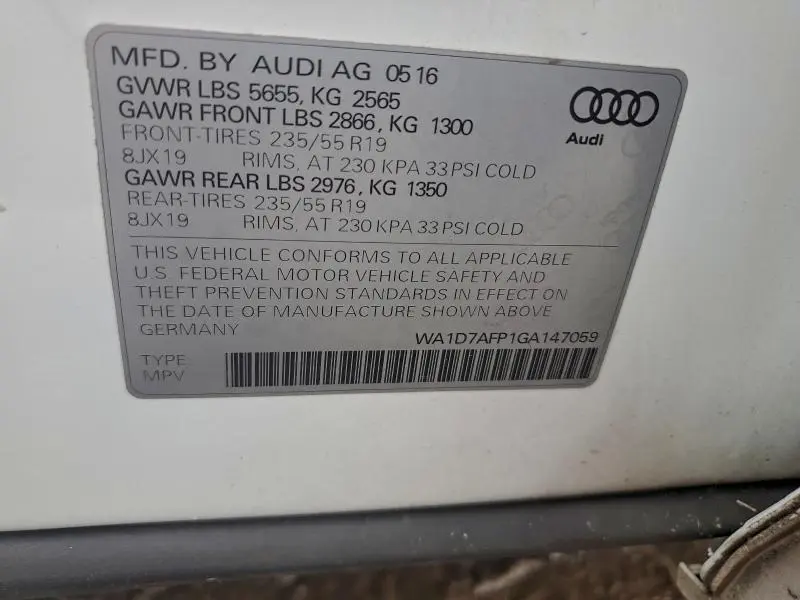 MFD. BY AUDI AG 05 16
GVWR LBS 5655, KG 2565
GAWR FRONT LBS 2866, KG 1300
FRONT-TIRES 235/55 R19
8JX19 RIMS, AT 230 KPA 33 PSI COLD
GAWR REAR LBS 2976, KG 1350
REAR-TIRES 235/55 R19
8JX19 RIMS, AT 230 KPA 33 PSI COLD
Audi
THIS VEHICLE CONFORMS TO ALL APPLICABLE
U.S. FEDERAL MOTOR VEHICLE SAFETY AND
THEFT PREVENTION STANDARDS IN EFFECT ON
THE DATE OF MANUFACTURE SHOWN ABOVE
GERMANY WA1D7AFP1GA147059
TYPE
MPV